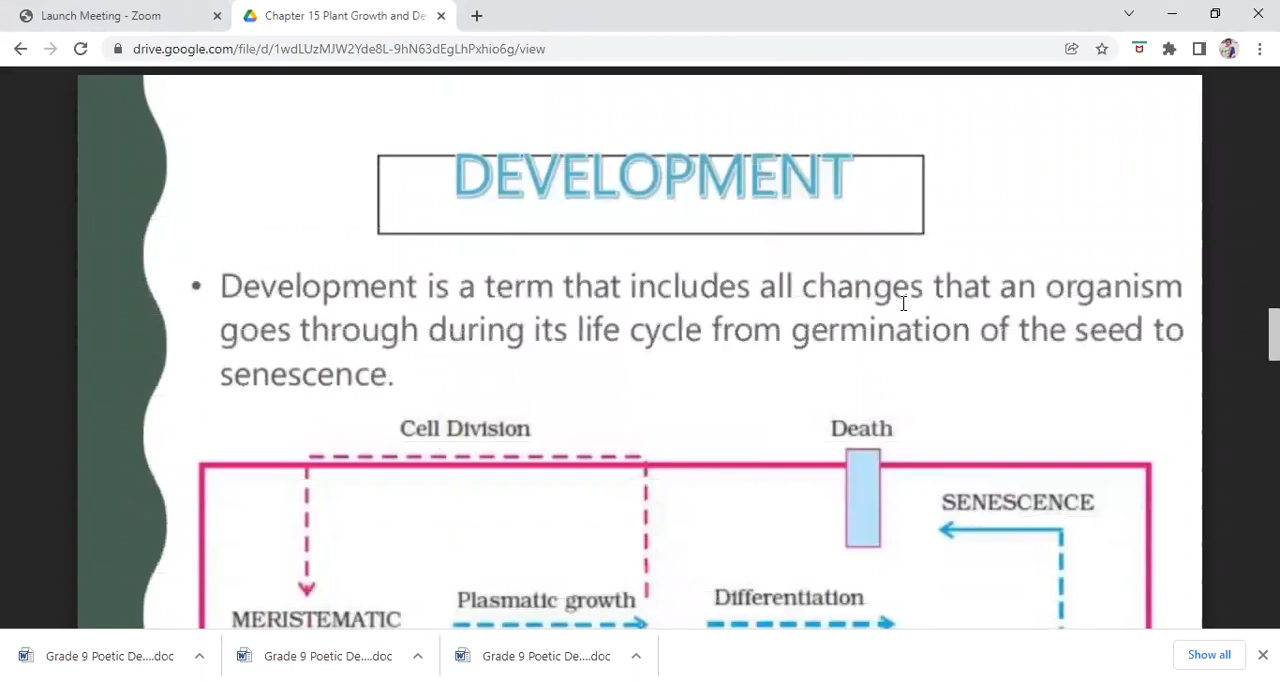 Launch Meeting - Zoom
Chapter 15 Plant Growth and De
drive.google.com/file/d/1wdLUzMJW2Yde8L-9hN63dEgLhPxhio6g/view
DEVELOPMENT
• Development is a term that includes all changes that an organism
goes through during its life cycle from germination of the seed to
senescence.
Cell Division
Death
SENESCENCE
Plasmatic growth
Differentiation
MERISTEMATIC
Grade 9 Poetic De....doc
Grade 9 Poetic De....doc
Grade 9 Poetic De....doc
Show all